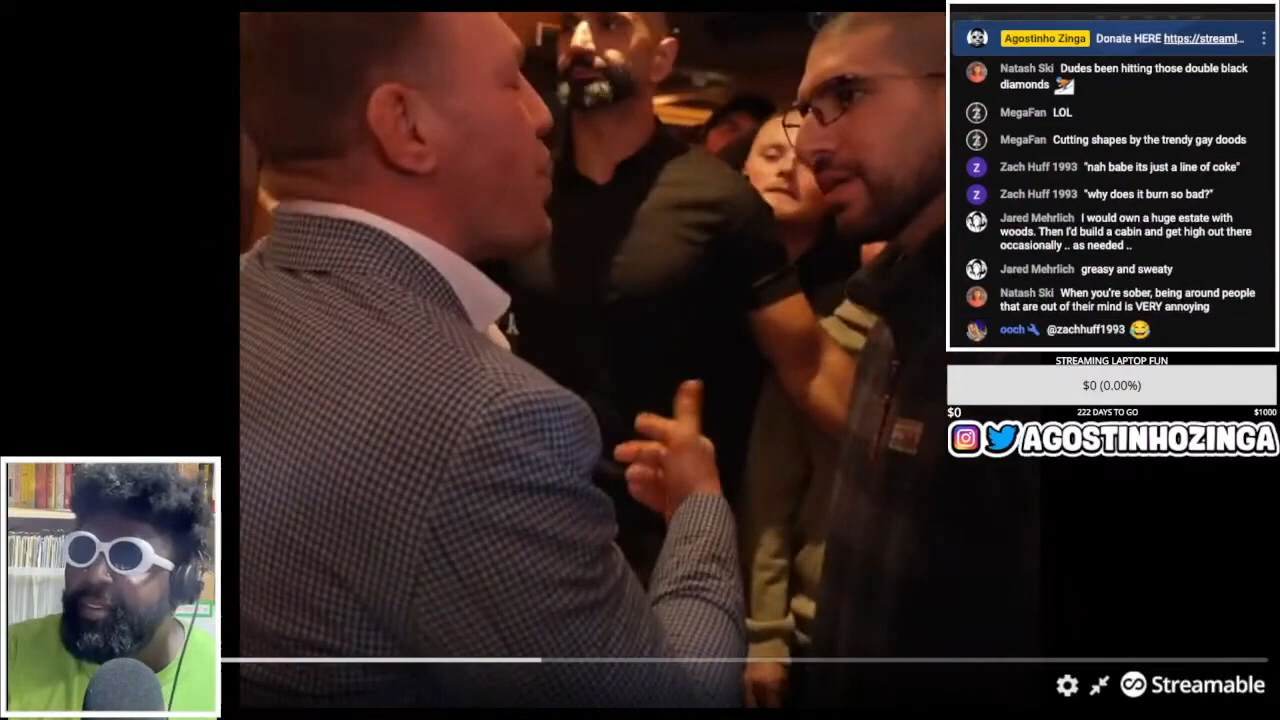 Agostinho Zinga Donate HERE https://streaml...
Natash Ski Dudes been hitting those double black
diamonds
MegaFan LOL
MegaFan Cutting shapes by the trendy gay doods
Z Zach Huff 1993 "nah babe its just a line of coke"
Z Zach Huff 1993 "why does it burn so bad?"
Jared Mehrlich I would own a huge estate with
woods. Then I'd build a cabin and get high out there
occasionally .. as needed ..
Jared Mehrlich greasy and sweaty
Natash Ski When you're sober, being around people
that are out of their mind is VERY annoying
ooch @zachhuff1993
STREAMING LAPTOP FUN
$0 (0.00%)
$0 222 DAYS TO GO $1000
AGOSTINHOZINGA
Streamable